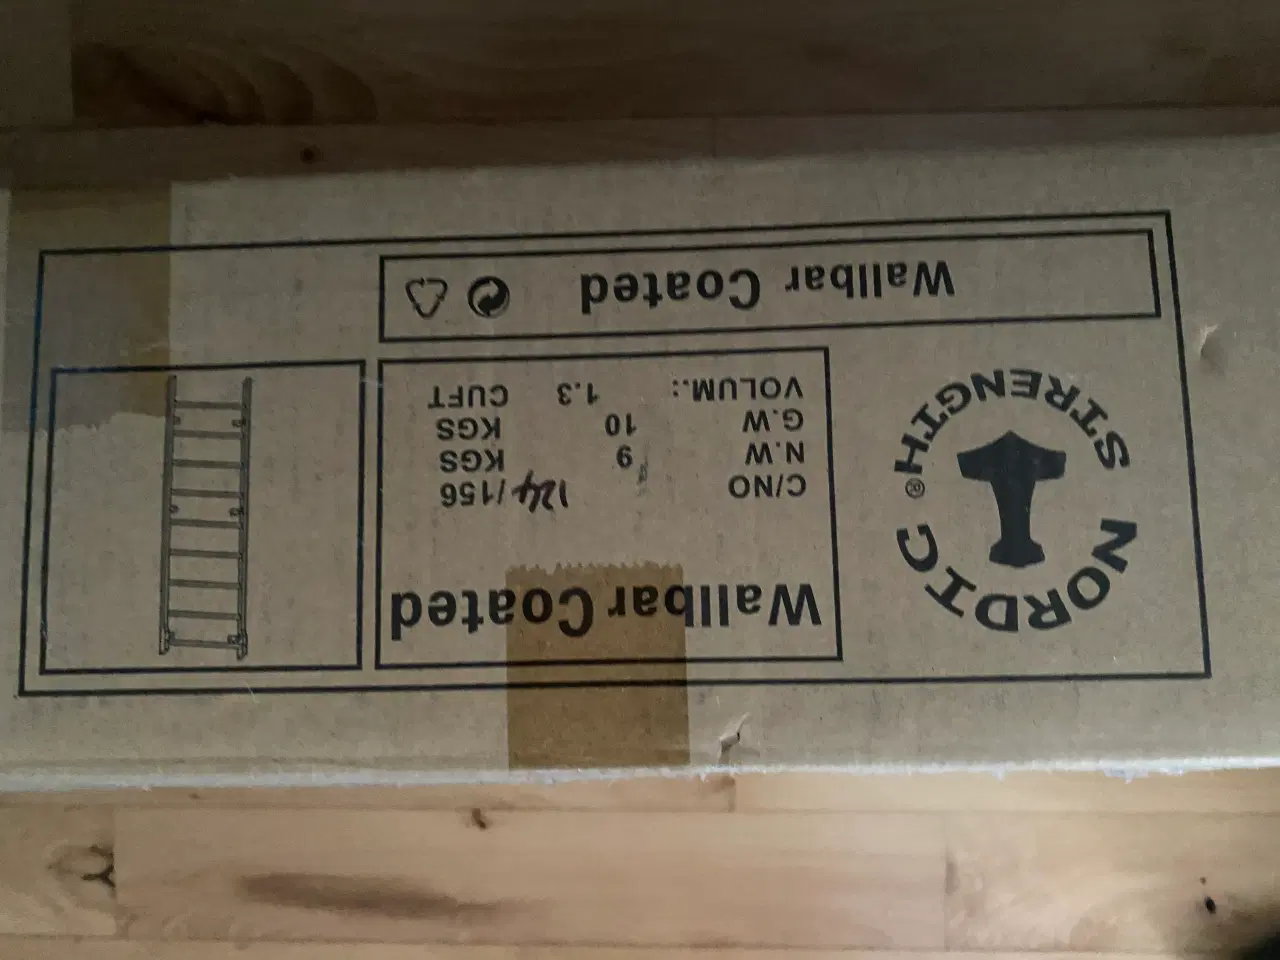 NORDIC
STRENGTH®
Wallbar Coated
C/NO 124/156
N.W 9 KGS
G.W 10 KGS
VOLUM.: 1.3 CUFT
Wallbar Coated